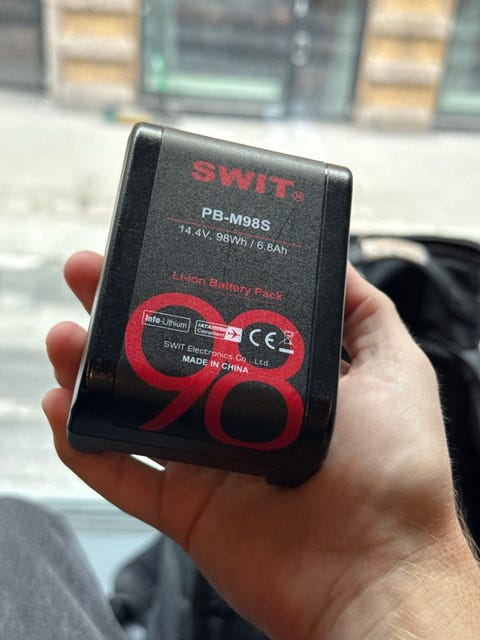 SWIT®
PB-M98S
14.4V, 98Wh / 6.8Ah
Li-ion Battery Pack
98
Info-Lithium
IATA
Compliant
CE
SWIT Electronics Co., Ltd.
MADE IN CHINA